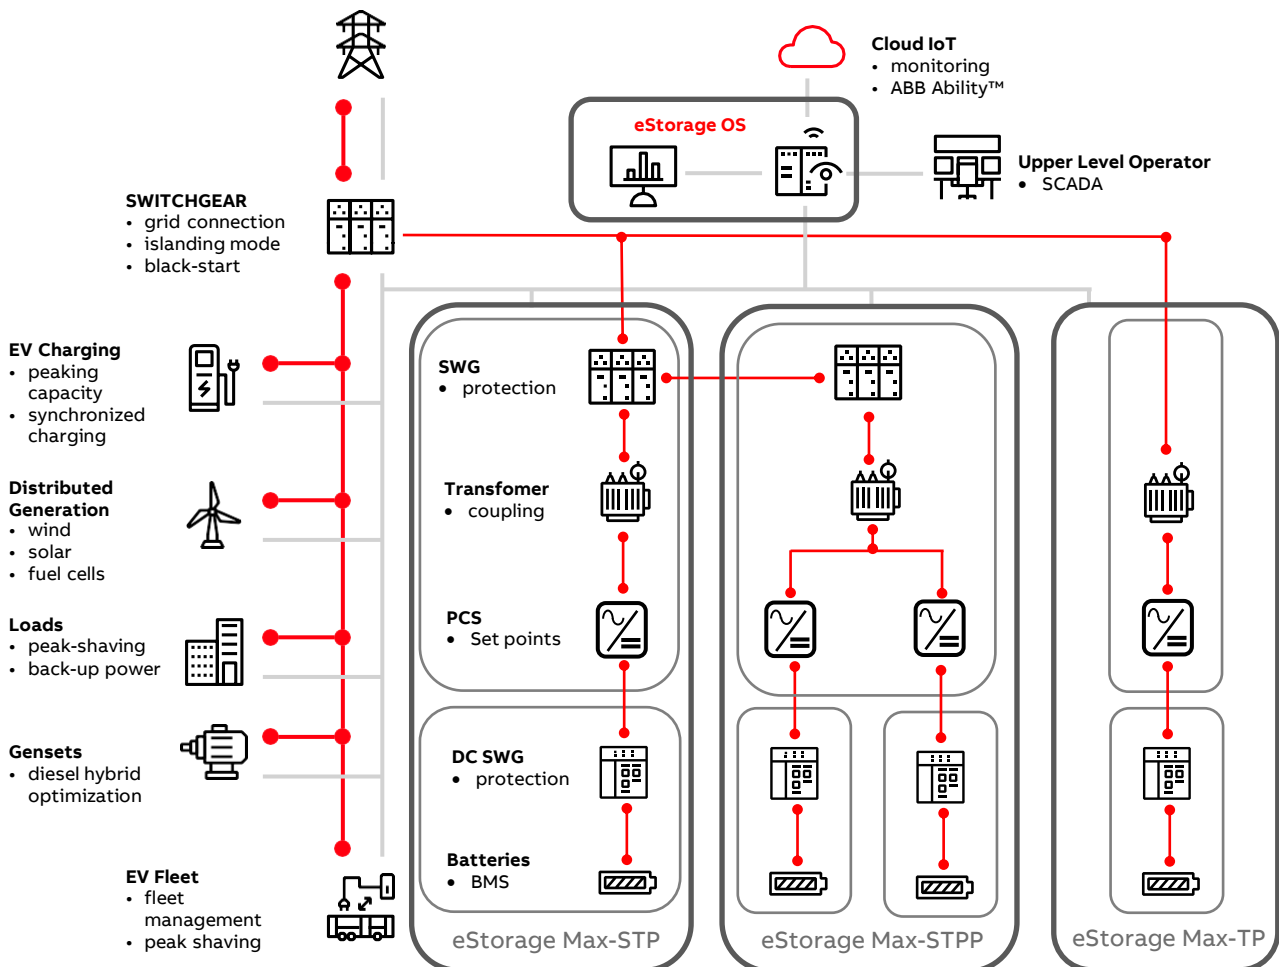 Cloud IoT
• monitoring
• ABB Ability™
eStorage OS
Upper Level Operator
• SCADA
SWITCHGEAR
• grid connection
• islanding mode
• black-start
EV Charging
• peaking
capacity
• synchronized
charging
Distributed
Generation
• wind
• solar
• fuel cells
Loads
• peak-shaving
• back-up power
Gensets
• diesel hybrid
optimization
EV Fleet
• fleet
management
• peak shaving
SWG
• protection
Transfomer
• coupling
PCS
• Set points
DC SWG
• protection
Batteries
• BMS
eStorage Max-STP
eStorage Max-STPP
eStorage Max-TP